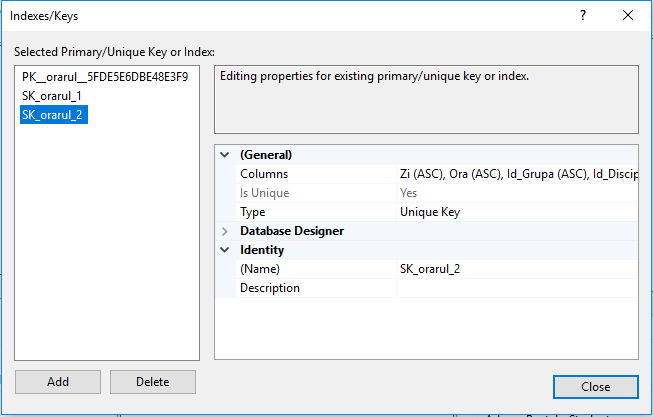 Indexes/Keys
?
Selected Primary/Unique Key or Index:
PK__orarul__5FDE5E6DBE48E3F9
SK_orarul_1
SK_orarul_2
Editing properties for existing primary/unique key or index.
(General)
Columns Zi (ASC), Ora (ASC), Id_Grupa (ASC), Id_Discip
Is Unique Yes
Type Unique Key
Database Designer
Identity
(Name) SK_orarul_2
Description
Add Delete
Close